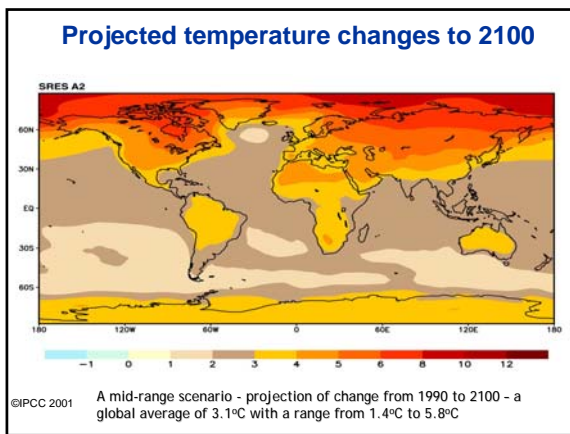 Projected temperature changes to 2100
SRES A2
60N
30N
EQ
30S
60S
180 120W 60W 0 60E 120E 180
−1 0 1 2 3 4 5 6 8 10 12
©IPCC 2001
A mid-range scenario - projection of change from 1990 to 2100 – a
global average of 3.1ºC with a range from 1.4ºC to 5.8ºC